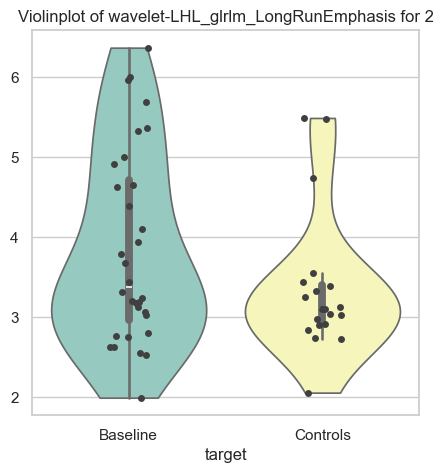 Violinplot of wavelet-LHL_glrlm_LongRunEmphasis for 2
6
5
4
3
2
Baseline Controls
target